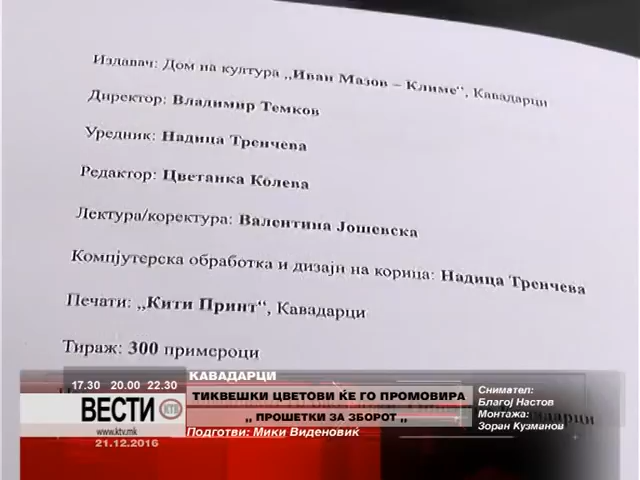 Издавач: Дом на култура „Иван Мазов – Климе“, Кавадарци
Директор: Владимир Темков
Уредник: Надица Тренчева
Редактор: Цветанка Колева
Лектура/коректура: Валентина Јошевска
Компјутерска обработка и дизајн на корица: Надица Тренчева
Печати: „Кити Принт“, Кавадарци
Тираж: 300 примероци
17.30 20.00 22.30
КАВАДАРЦИ
ВЕСТИ КТВ
ТИКВЕШКИ ЦВЕТОВИ ЌЕ ГО ПРОМОВИРА
,, ПРОШЕТКИ ЗА ЗБОРОТ ,,
Снимател:
Благој Настов
Монтажа:
Зоран Кузманов
www.ktv.mk
Подготви: Мики Виденовиќ
21.12.2016